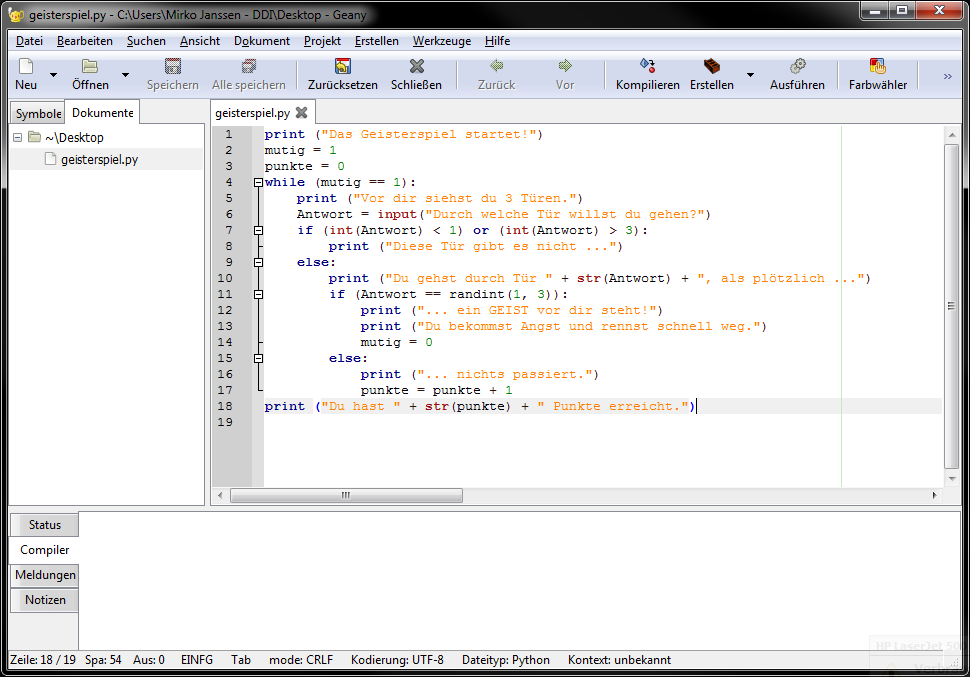 geisterspiel.py - C:\Users\Mirko Janssen - DDI\Desktop - Geany
Datei Bearbeiten Suchen Ansicht Dokument Projekt Erstellen Werkzeuge Hilfe
Neu Öffnen Speichern Alle speichern Zurücksetzen Schließen Zurück Vor Kompilieren Erstellen Ausführen Farbwähler »
Symbole Dokumente
~\Desktop
geisterspiel.py
geisterspiel.py
1 print ("Das Geisterspiel startet!")
2 mutig = 1
3 punkte = 0
4 while (mutig == 1):
5     print ("Vor dir siehst du 3 Türen.")
6     Antwort = input("Durch welche Tür willst du gehen?")
7     if (int(Antwort) < 1) or (int(Antwort) > 3):
8         print ("Diese Tür gibt es nicht ...")
9     else:
10         print ("Du gehst durch Tür " + str(Antwort) + ", als plötzlich ...")
11         if (Antwort == randint(1, 3)):
12             print ("... ein GEIST vor dir steht!")
13             print ("Du bekommst Angst und rennst schnell weg.")
14             mutig = 0
15         else:
16             print ("... nichts passiert.")
17             punkte = punkte + 1
18 print ("Du hast " + str(punkte) + " Punkte erreicht.")
19
Status
Compiler
Meldungen
Notizen
Zeile: 18 / 19 Spa: 54 Aus: 0 EINFG Tab mode: CRLF Kodierung: UTF-8 Dateityp: Python Kontext: unbekannt
HP LaserJet